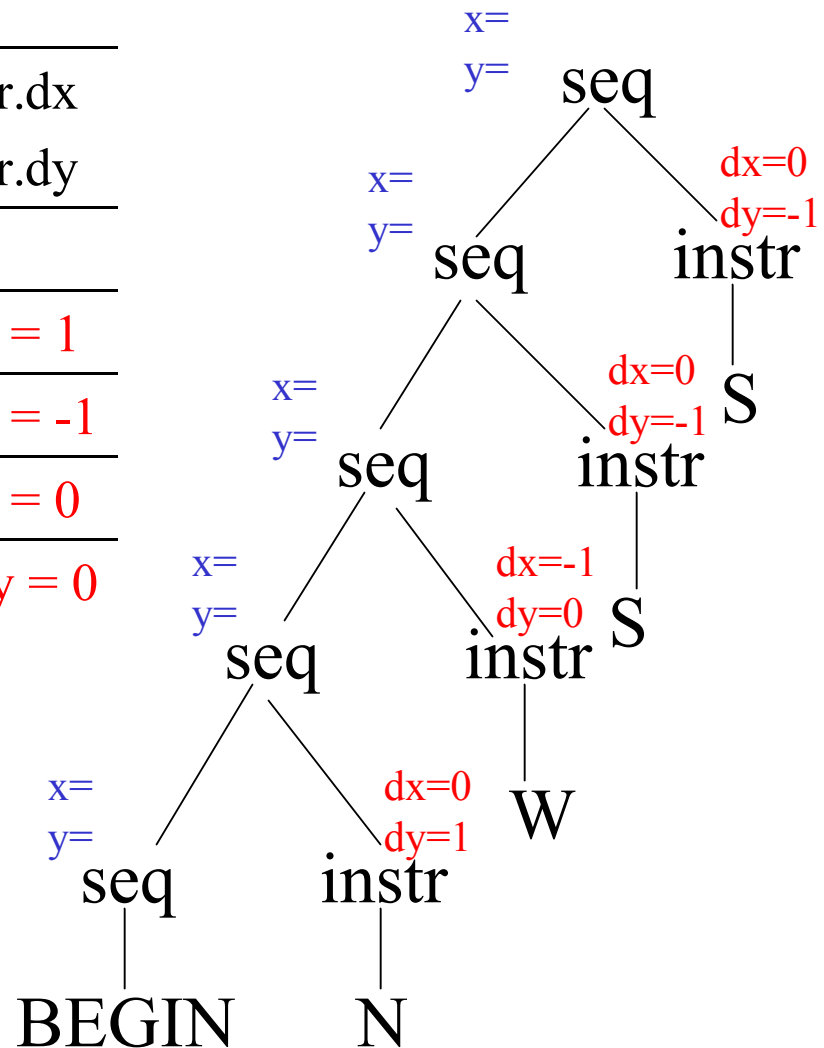 r.dx
r.dy
= 1
= -1
= 0
y = 0
x=
y=
seq
dx=0
dy=-1
instr
S
x=
y=
seq
dx=0
dy=-1
instr
S
x=
y=
seq
dx=-1
dy=0
instr
W
x=
y=
seq
dx=0
dy=1
instr
N
x=
y=
seq
BEGIN